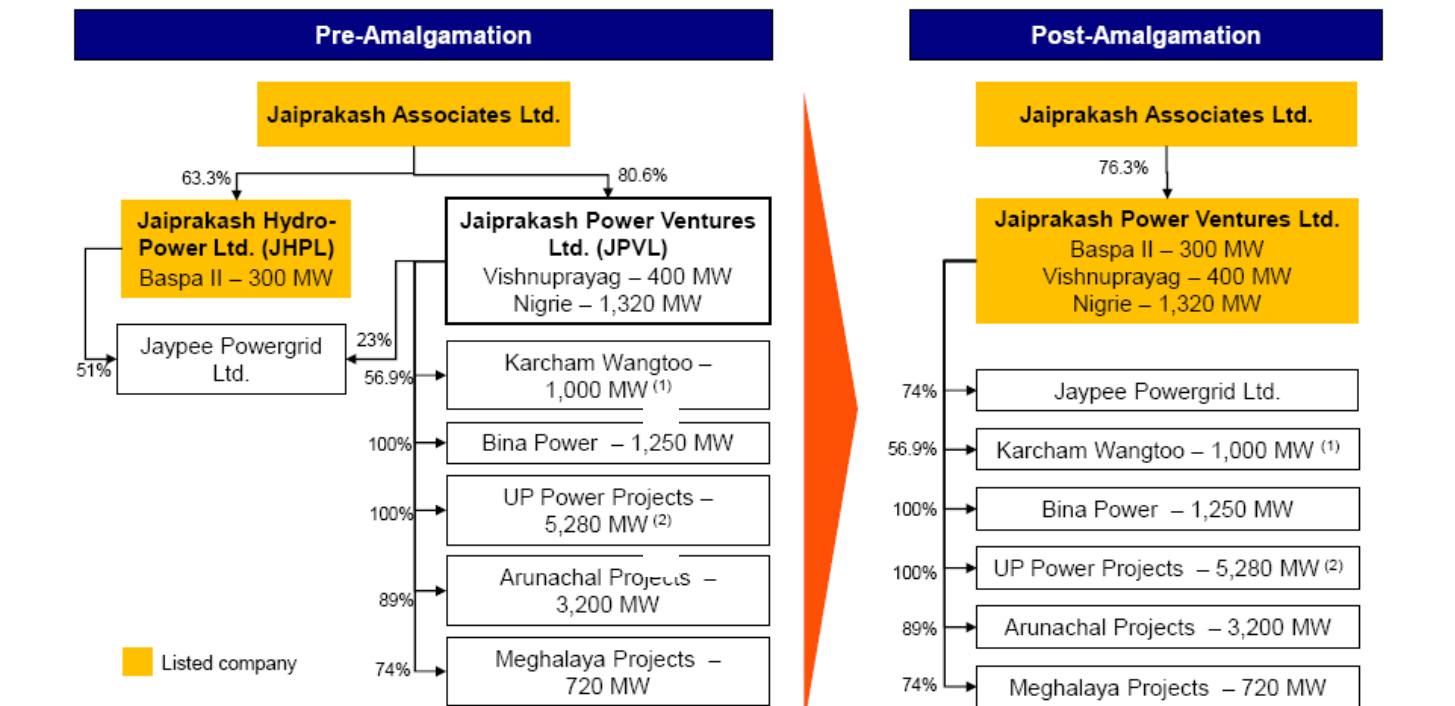 Pre-Amalgamation
Jaiprakash Associates Ltd.
63.3%
80.6%
Jaiprakash Hydro-
Power Ltd. (JHPL)
Baspa II – 300 MW
Jaiprakash Power Ventures
Ltd. (JPVL)
Vishnuprayag – 400 MW
Nigrie – 1,320 MW
51%
Jaypee Powergrid
Ltd.
23%
56.9%
Karcham Wangtoo –
1,000 MW (1)
100%
Bina Power – 1,250 MW
100%
UP Power Projects –
5,280 MW (2)
89%
Arunachal Projects –
3,200 MW
74%
Meghalaya Projects –
720 MW
Listed company
Post-Amalgamation
Jaiprakash Associates Ltd.
76.3%
Jaiprakash Power Ventures Ltd.
Baspa II – 300 MW
Vishnuprayag – 400 MW
Nigrie – 1,320 MW
74%
Jaypee Powergrid Ltd.
56.9%
Karcham Wangtoo – 1,000 MW (1)
100%
Bina Power – 1,250 MW
100%
UP Power Projects – 5,280 MW (2)
89%
Arunachal Projects – 3,200 MW
74%
Meghalaya Projects – 720 MW